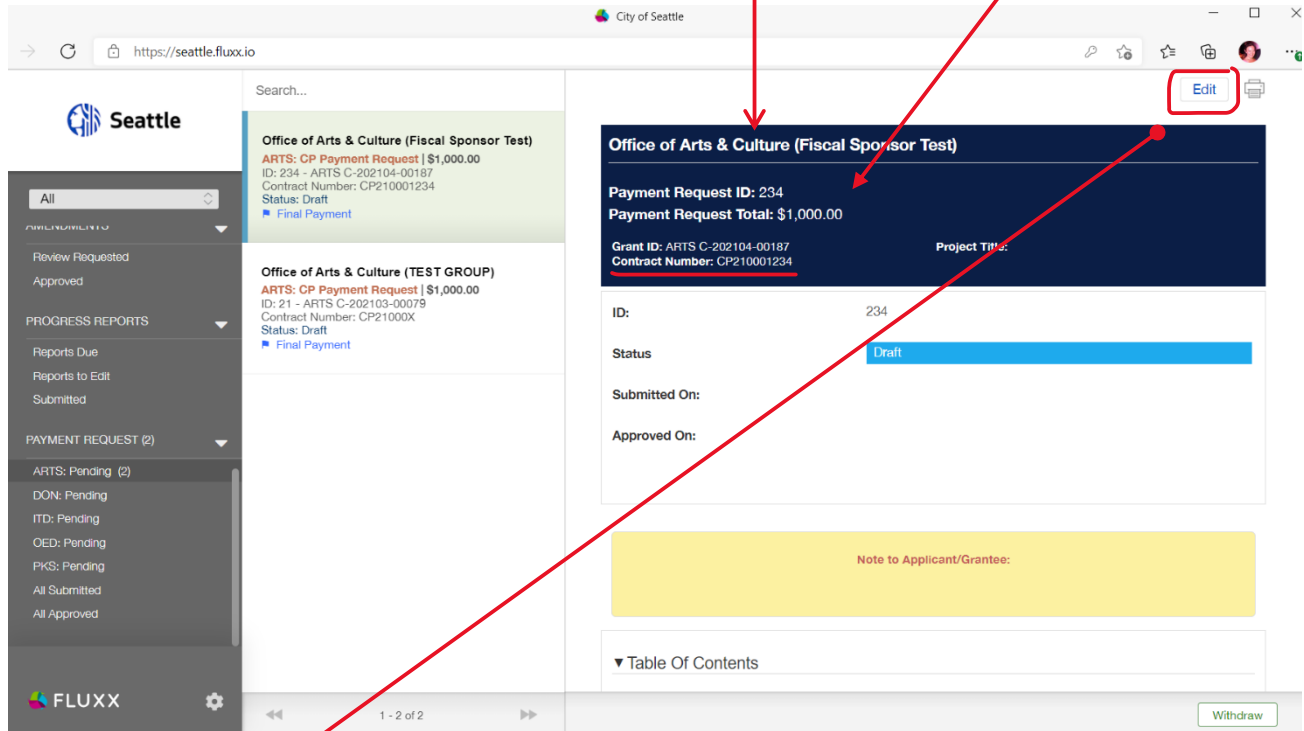 City of Seattle
https://seattle.fluxx.io
Seattle
All
AMENDMENTS
Review Requested
Approved
PROGRESS REPORTS
Reports Due
Reports to Edit
Submitted
PAYMENT REQUEST (2)
ARTS: Pending (2)
DON: Pending
ITD: Pending
OED: Pending
PKS: Pending
All Submitted
All Approved
FLUXX
Search...
Office of Arts & Culture (Fiscal Sponsor Test)
ARTS: CP Payment Request | $1,000.00
ID: 234 - ARTS C-202104-00187
Contract Number: CP210001234
Status: Draft
Final Payment
Office of Arts & Culture (TEST GROUP)
ARTS: CP Payment Request | $1,000.00
ID: 21 - ARTS C-202103-00079
Contract Number: CP21000X
Status: Draft
Final Payment
1 - 2 of 2
Edit
Office of Arts & Culture (Fiscal Sponsor Test)
Payment Request ID: 234
Payment Request Total: $1,000.00
Grant ID: ARTS C-202104-00187 Project Title:
Contract Number: CP210001234
ID: 234
Status Draft
Submitted On:
Approved On:
Note to Applicant/Grantee:
▼ Table Of Contents
Withdraw